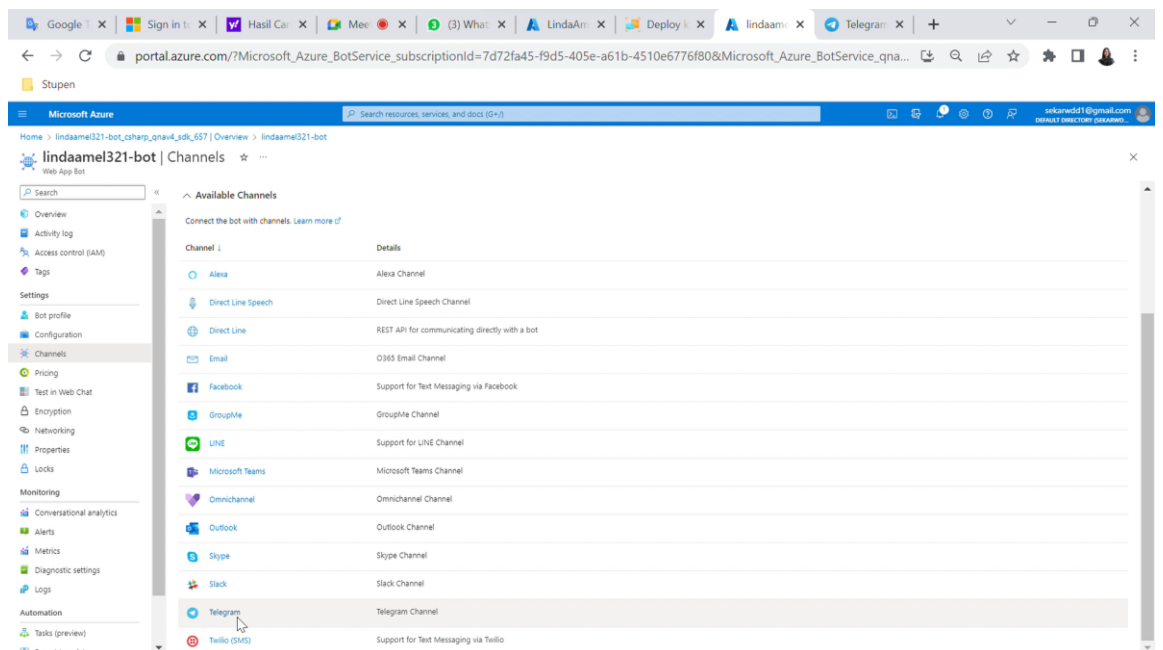 Google T
Sign in to
Hasil Car
Mee
(3) What
LindaAm
Deploy k
lindaame
Telegram
portal.azure.com/?Microsoft_Azure_BotService_subscriptionId=7d72fa45-f9d5-405e-a61b-4510e6776f80&Microsoft_Azure_BotService_qna...
Stupen
Microsoft Azure
Search resources, services, and docs (G+/)
1
sekarwdd1@gmail.com
DEFAULT DIRECTORY (SEKARWD...
Home > lindaamel321-bot_csharp_qnav4_sdk_657 | Overview > lindaamel321-bot
lindaamel321-bot | Channels
Web App Bot
Search
Overview
Activity log
Access control (IAM)
Tags
Settings
Bot profile
Configuration
Channels
Pricing
Test in Web Chat
Encryption
Networking
Properties
Locks
Monitoring
Conversational analytics
Alerts
Metrics
Diagnostic settings
Logs
Automation
Tasks (preview)
Available Channels
Connect the bot with channels. Learn more
Channel ↓ Details
Alexa Alexa Channel
Direct Line Speech Direct Line Speech Channel
Direct Line REST API for communicating directly with a bot
Email O365 Email Channel
Facebook Support for Text Messaging via Facebook
GroupMe GroupMe Channel
LINE Support for LINE Channel
Microsoft Teams Microsoft Teams Channel
Omnichannel Omnichannel Channel
Outlook Outlook Channel
Skype Skype Channel
Slack Slack Channel
Telegram Telegram Channel
Twilio (SMS) Support for Text Messaging via Twilio